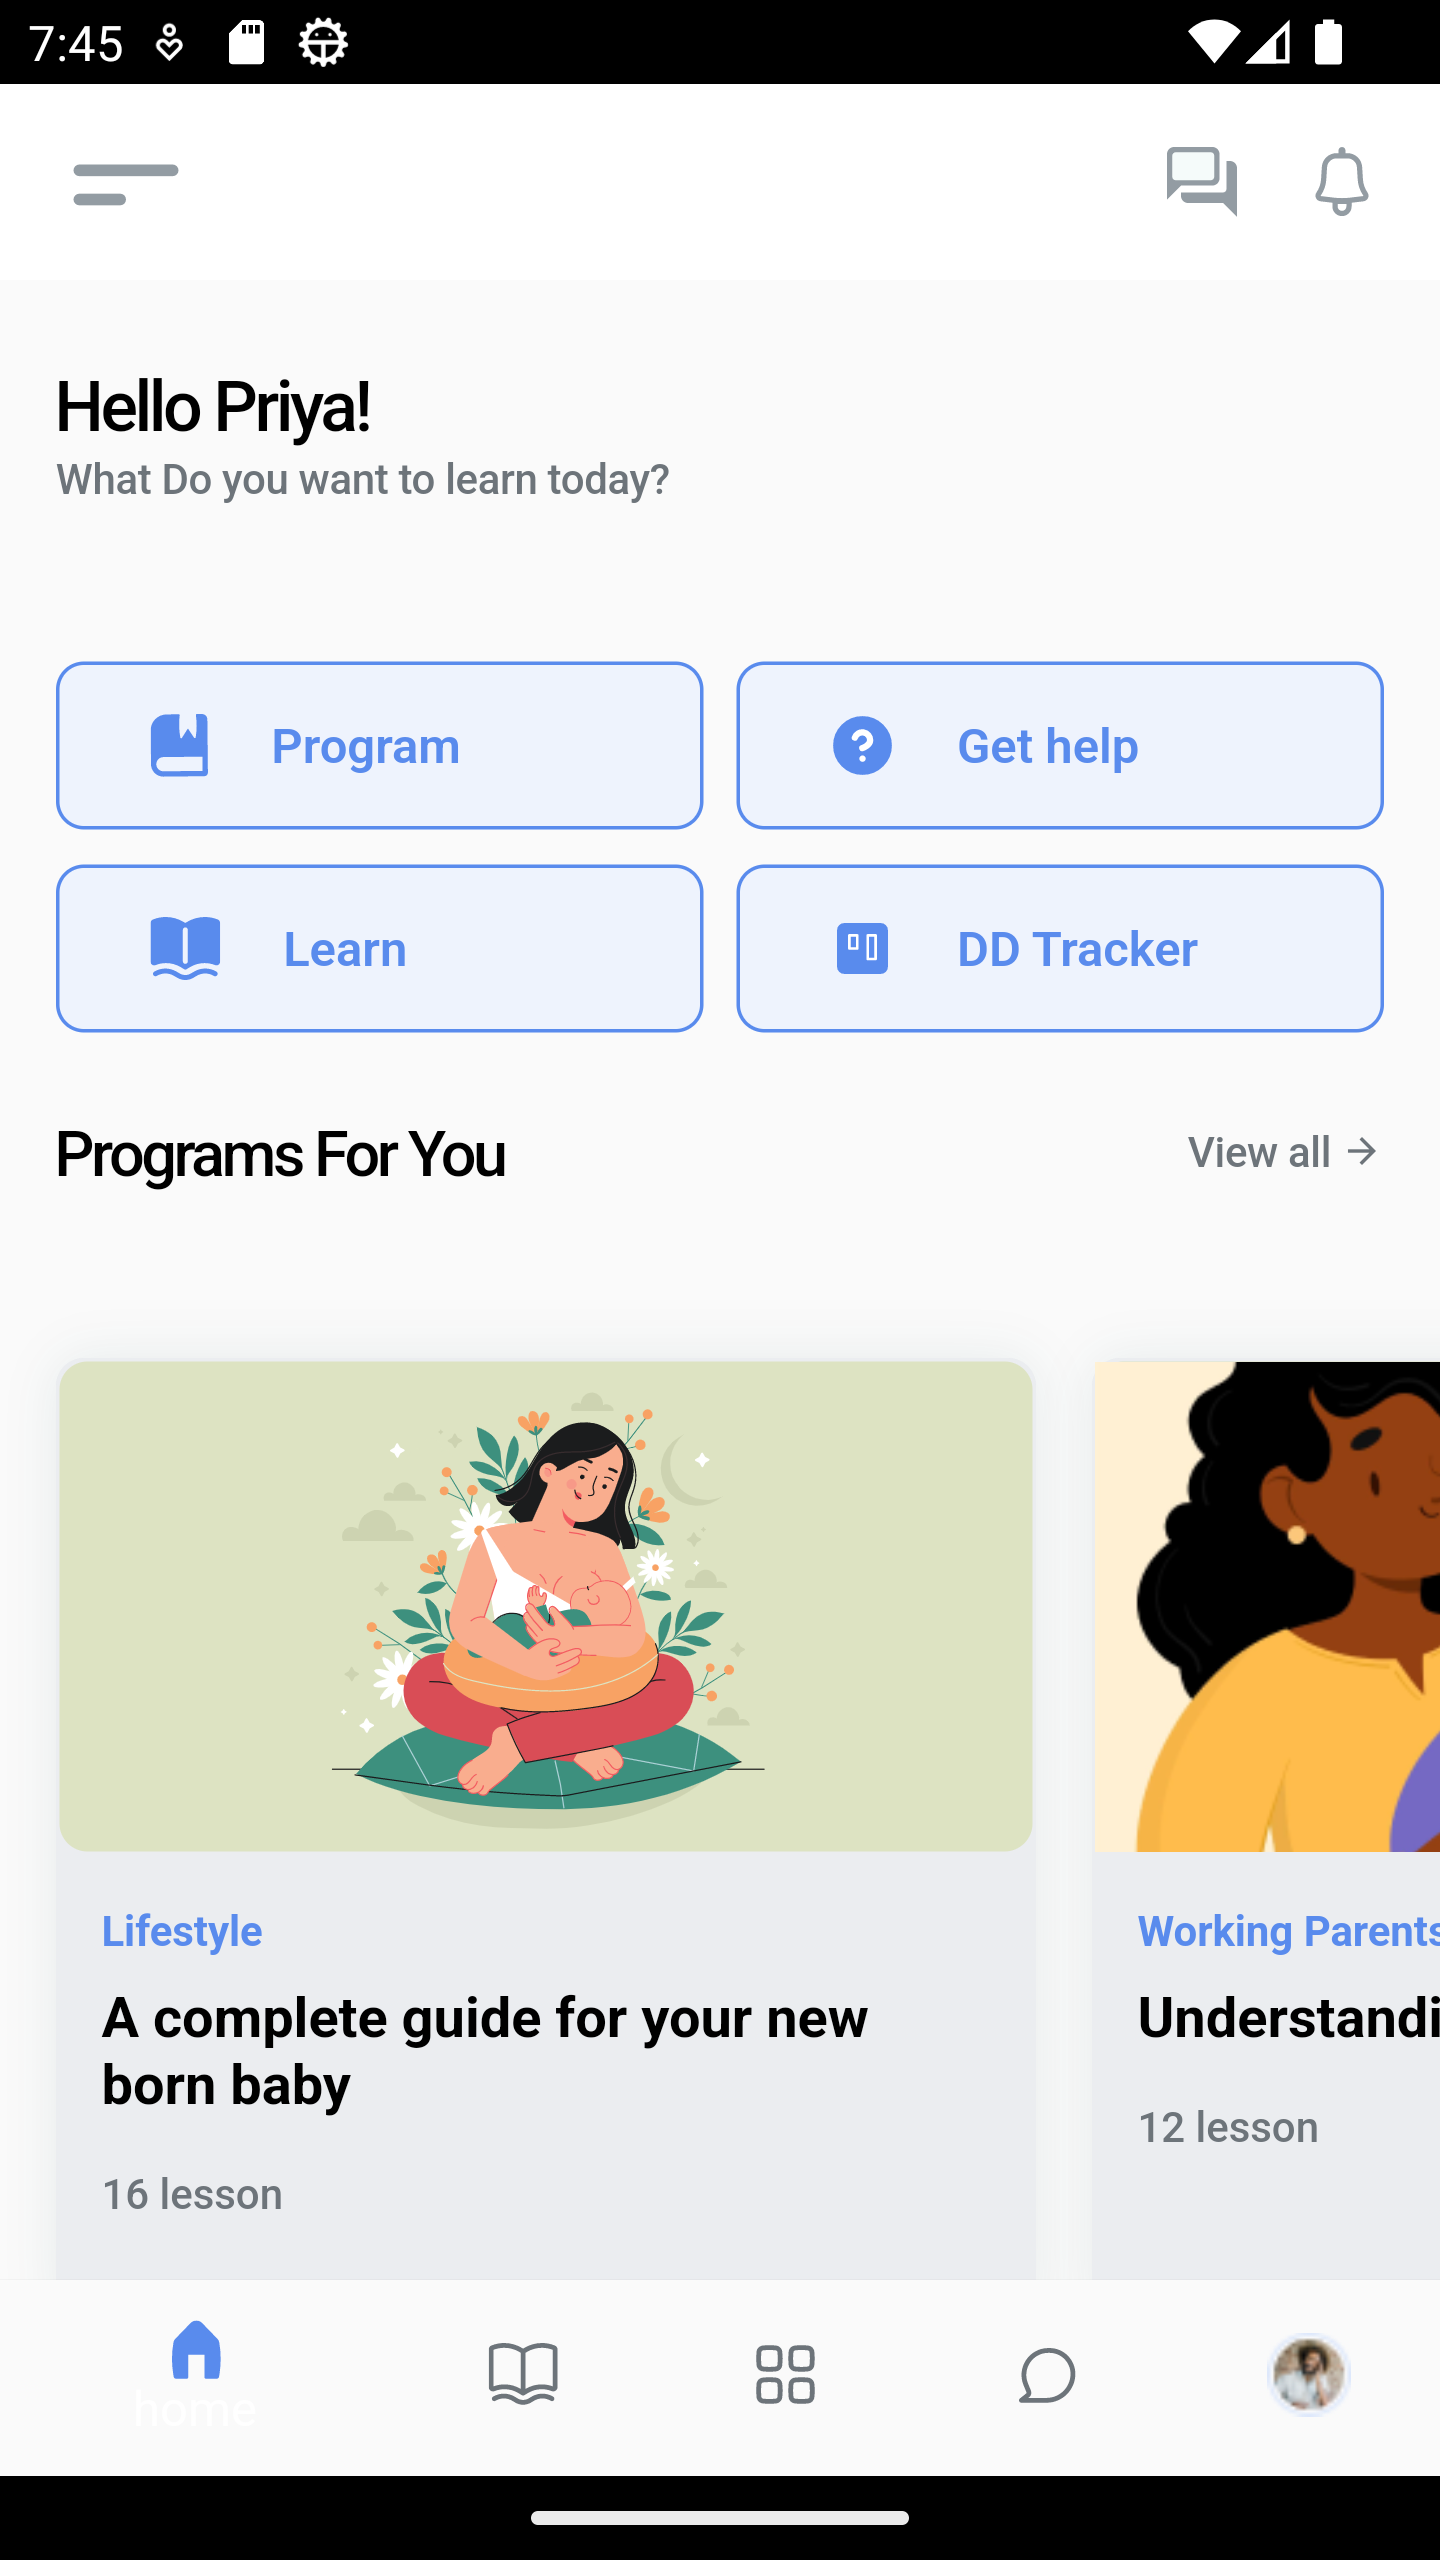 7:45
Hello Priya!
What Do you want to learn today?
Program
Get help
Learn
DD Tracker
Programs For You
View all
Lifestyle
A complete guide for your new
born baby
16 lesson
Working Parents
Understandi
12 lesson
home